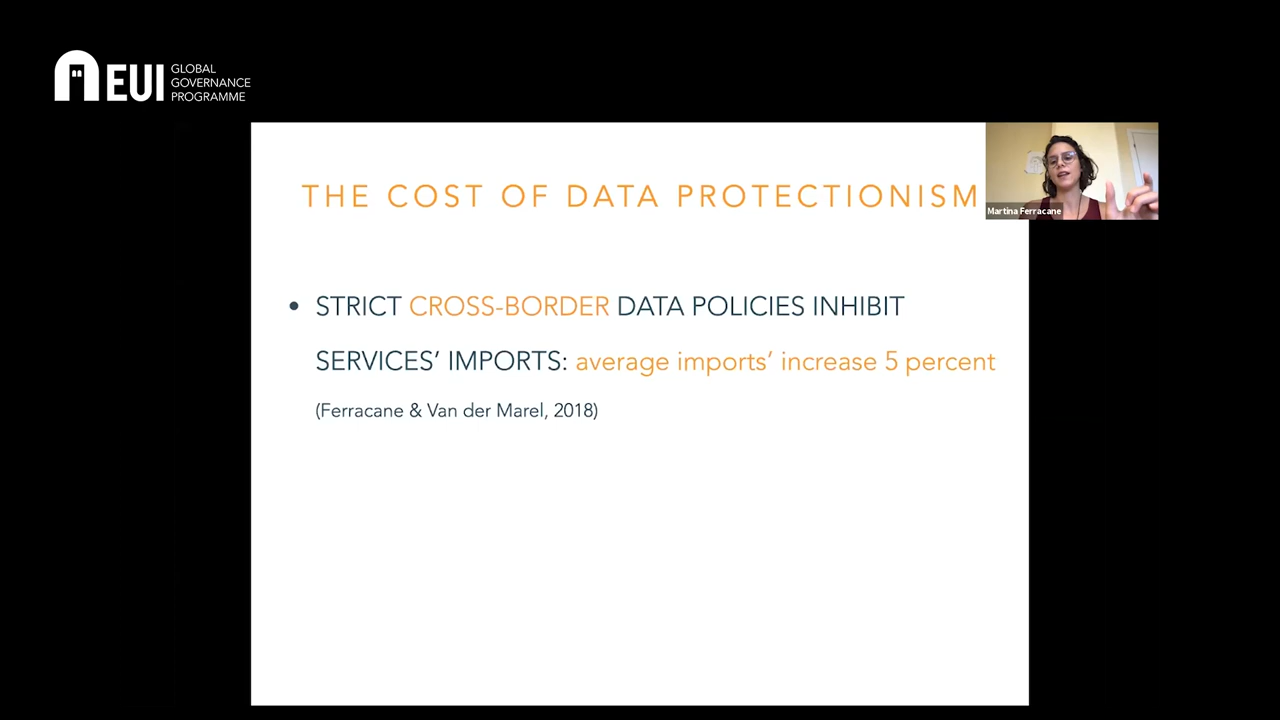 EUI
GLOBAL
GOVERNANCE
PROGRAMME
THE COST OF DATA PROTECTIONISM
Martina Ferracane
• STRICT CROSS-BORDER DATA POLICIES INHIBIT
SERVICES’ IMPORTS: average imports’ increase 5 percent
(Ferracane & Van der Marel, 2018)